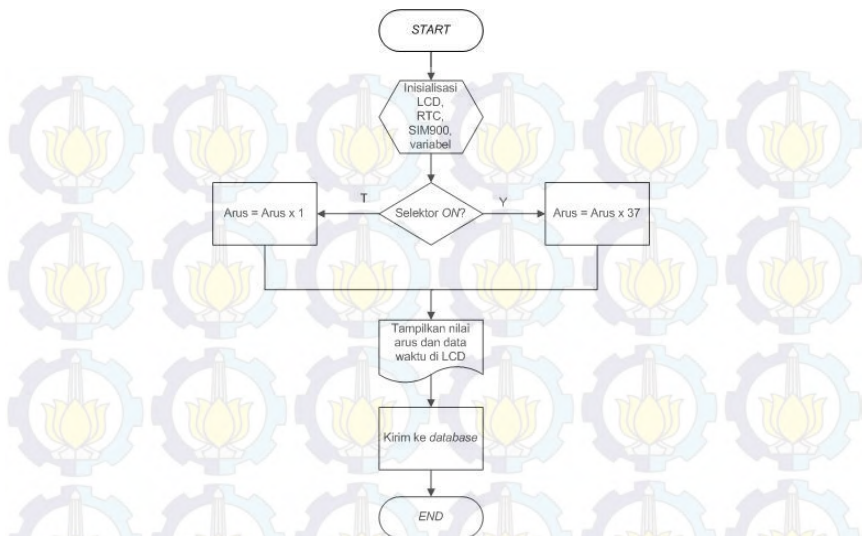 START
Inisialisasi
LCD,
RTC,
SIM900,
variabel
T
Y
Arus = Arus x 1
Selektor ON?
Arus = Arus x 37
Tampilkan nilai
arus dan data
waktu di LCD
Kirim ke database
END